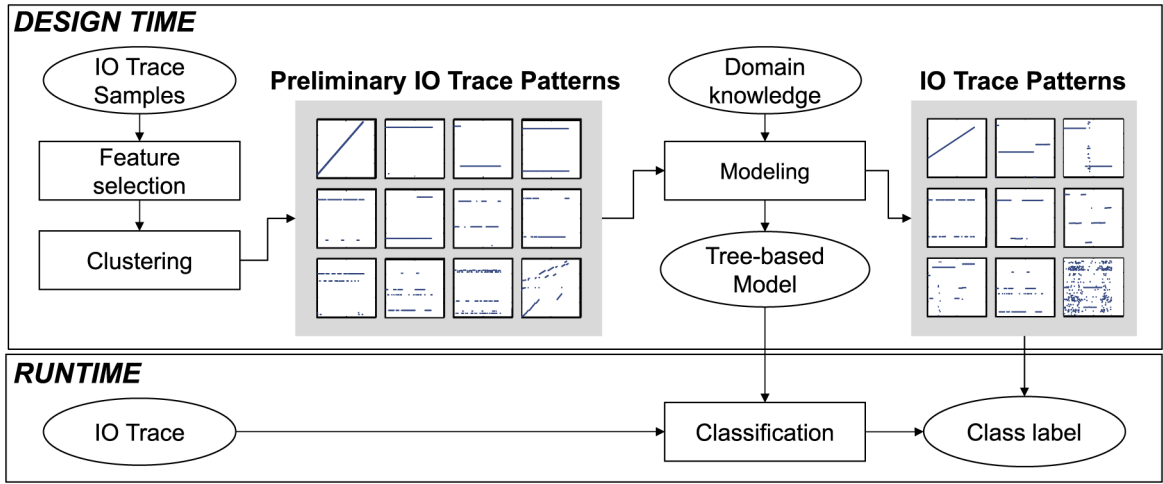 DESIGN TIME
IO Trace
Samples
Feature
selection
Clustering
Preliminary IO Trace Patterns
Domain
knowledge
Modeling
Tree-based
Model
IO Trace Patterns
RUNTIME
IO Trace
Classification
Class label